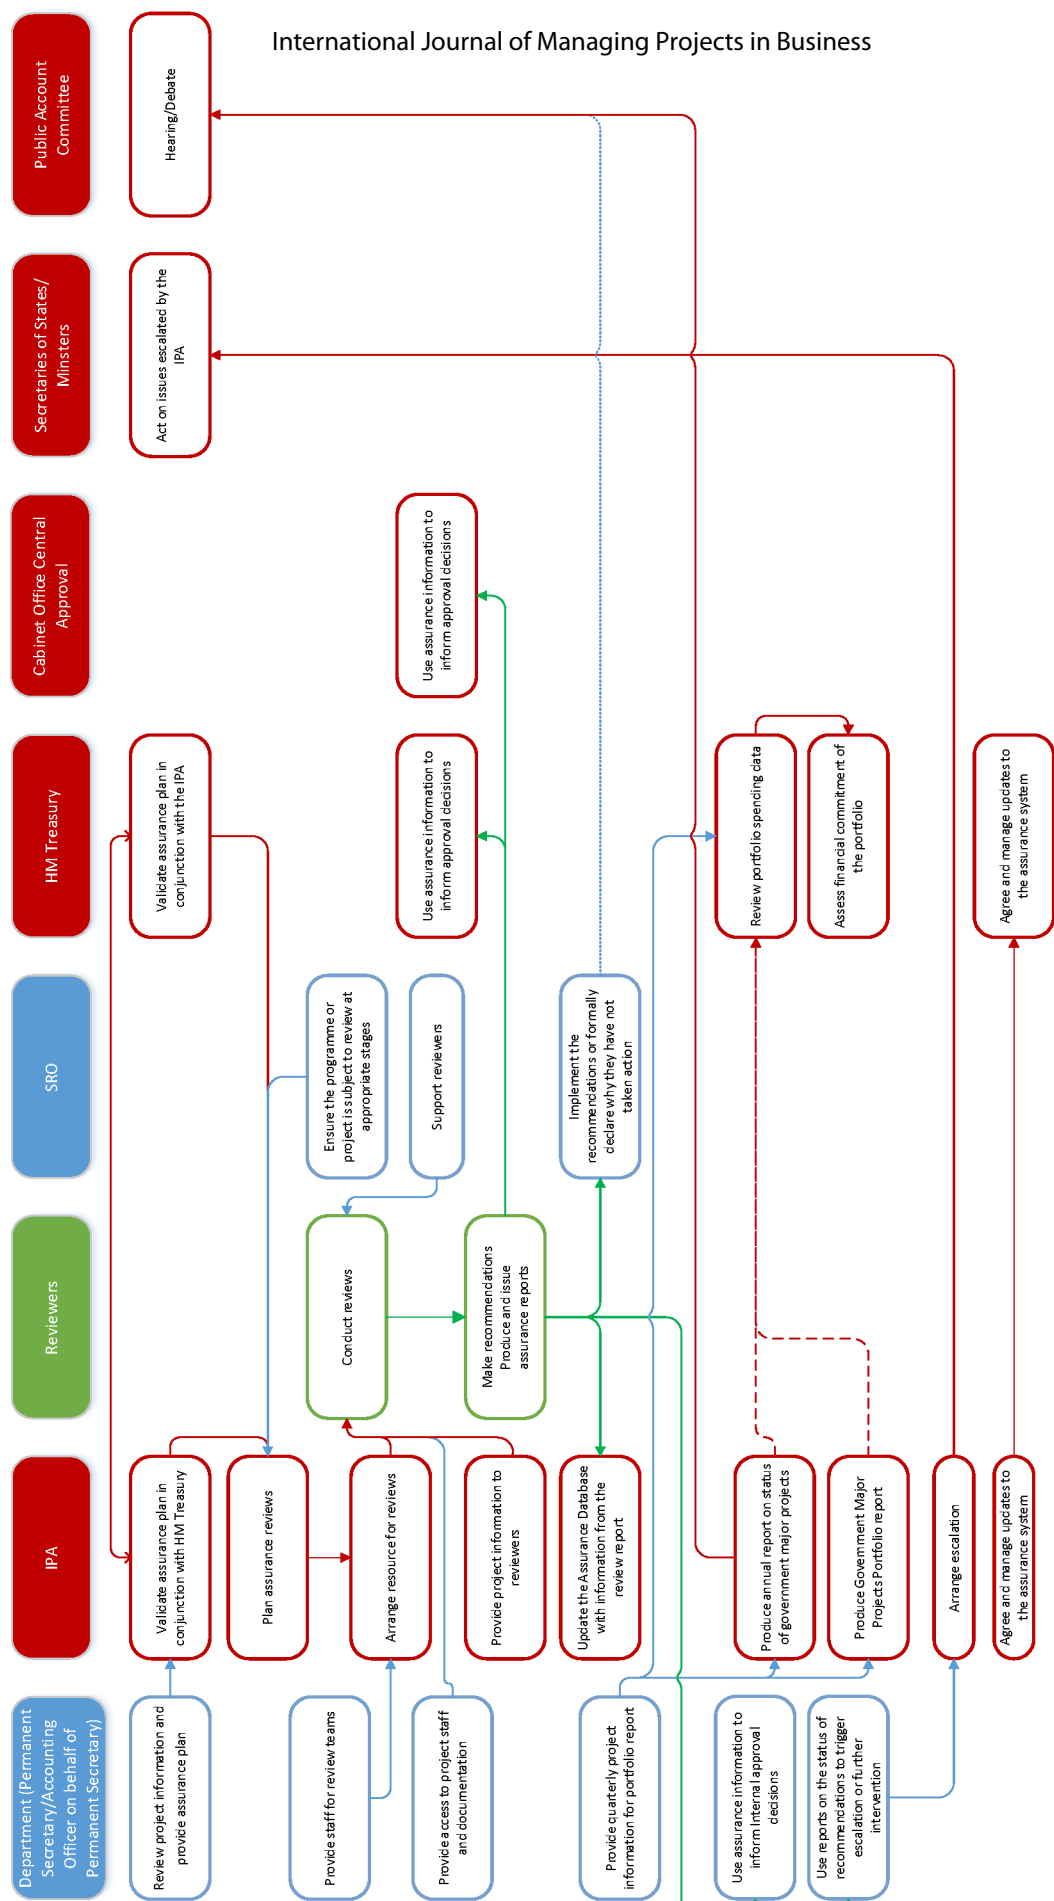 International Journal of Managing Projects in Business
Department (Permanent
Secretary/Accounting
Officer on behalf of
Permanent Secretary)
IPA
Reviewers
SRO
HM Treasury
Cabinet Office Central
Approval
Secretaries of States/
Minsters
Public Account
Committee
Review project information and
provide assurance plan
Validate assurance plan in
conjunction with HM Treasury
Validate assurance plan in
conjunction with the IPA
Act on issues escalated by the
IPA
Hearing/Debate
Plan assurance reviews
Provide staff for review teams
Arrange resource for reviews
Conduct reviews
Ensure the programme or
project is subject to review at
appropriate stages
Provide access to project staff
and documentation
Provide project information to
reviewers
Make recommendations
Produce and issue
assurance reports
Support reviewers
Use assurance information to
inform approval decisions
Use assurance information to
inform approval decisions
Update the Assurance Database
with information from the
review report
Implement the
recommendations or formally
declare why they have not
taken action
Provide quarterly project
information for portfolio report
Use assurance information to
inform Internal approval
decisions
Produce annual report on status
of government major projects
Review portfolio spending data
Use reports on the status of
recommendations to trigger
escalation or further
intervention
Produce Government Major
Projects Portfolio report
Assess financial commitment of
the portfolio
Arrange escalation
Agree and manage updates to
the assurance system
Agree and manage updates to
the assurance system